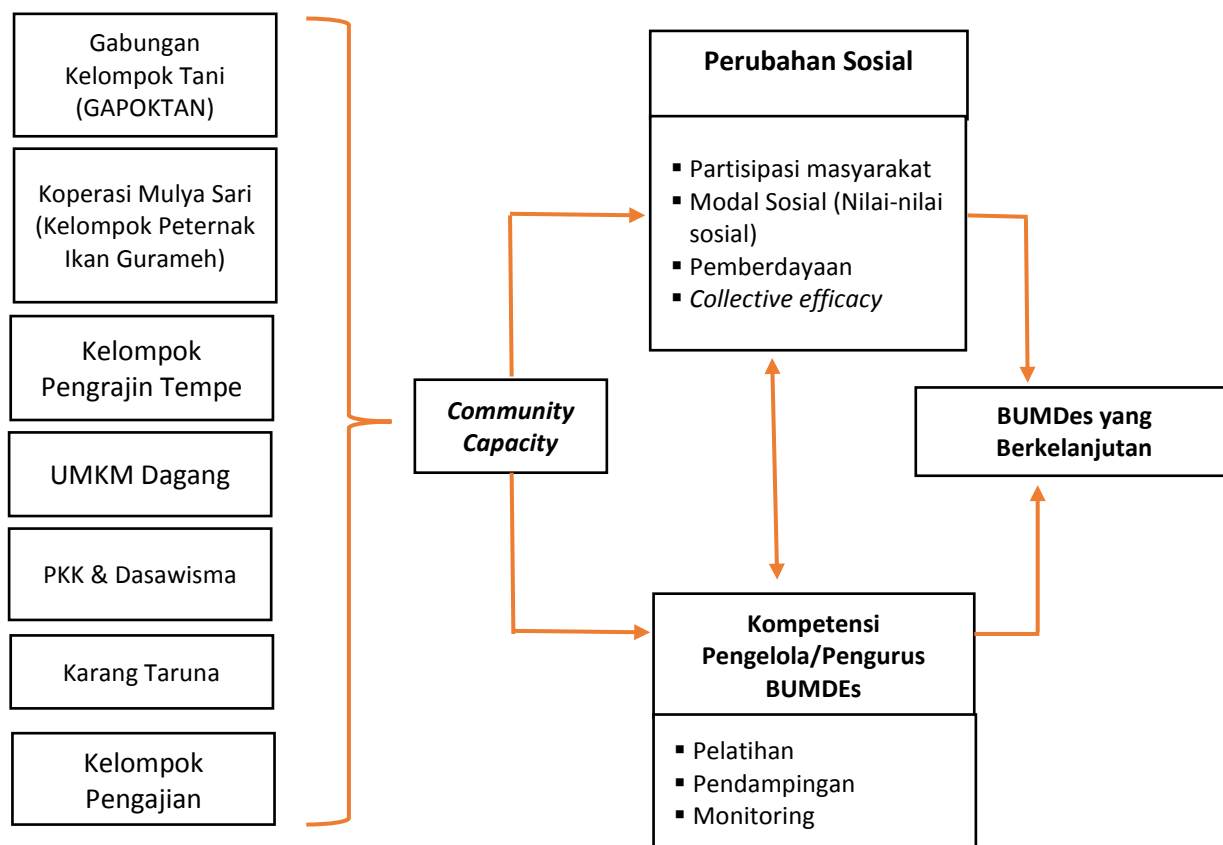 Gabungan
Kelompok Tani
(GAPOKTAN)
Koperasi Mulya Sari
(Kelompok Peternak
Ikan Gurameh)
Kelompok
Pengrajin Tempe
UMKM Dagang
PKK & Dasawisma
Karang Taruna
Kelompok
Pengajian
Community
Capacity
Perubahan Sosial
▪ Partisipasi masyarakat
▪ Modal Sosial (Nilai-nilai
sosial)
▪ Pemberdayaan
▪ Collective efficacy
Kompetensi
Pengelola/Pengurus
BUMDEs
▪ Pelatihan
▪ Pendampingan
▪ Monitoring
BUMDes yang
Berkelanjutan